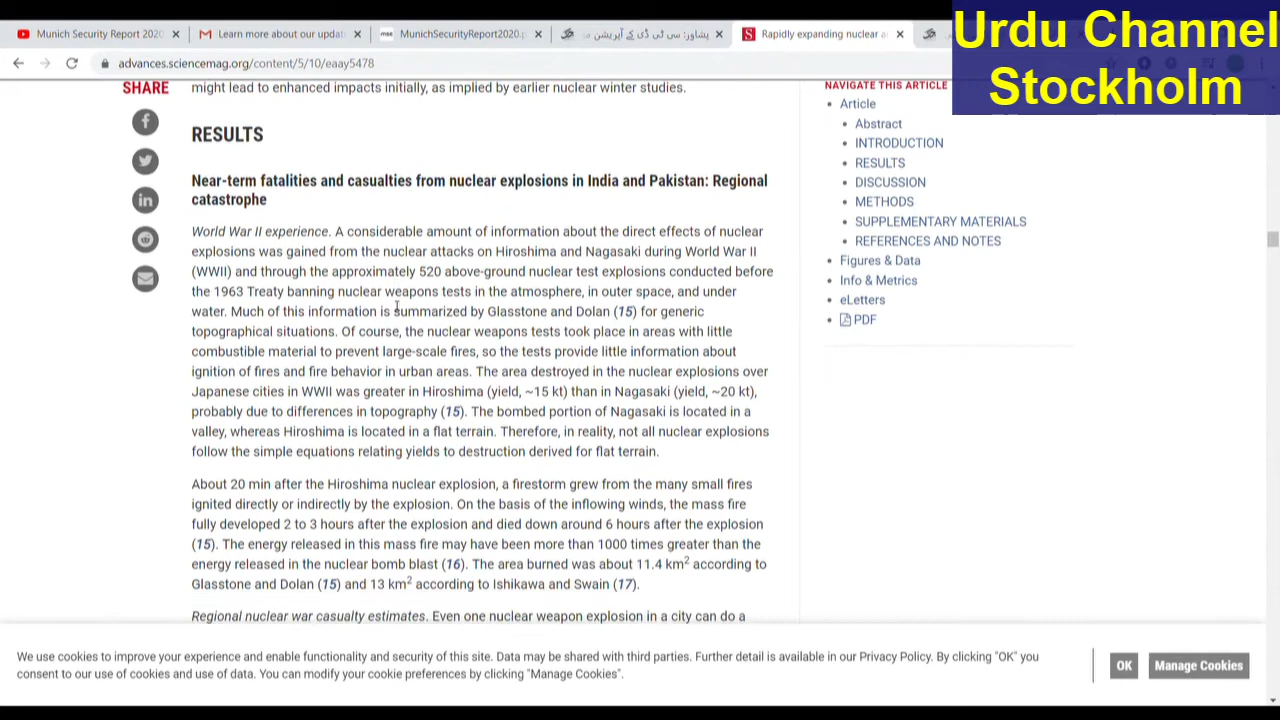 Urdu Channel
Stockholm
Munich Security Report 2020
Learn more about our updat
MunichSecurityReport2020.p
پشاور: سی ٹی ڈی کے آپریشن
Rapidly expanding nuclear a
advances.sciencemag.org/content/5/10/eaay5478
SHARE
might lead to enhanced impacts initially, as implied by earlier nuclear winter studies.
RESULTS
Near-term fatalities and casualties from nuclear explosions in India and Pakistan: Regional
catastrophe
World War II experience. A considerable amount of information about the direct effects of nuclear
explosions was gained from the nuclear attacks on Hiroshima and Nagasaki during World War II
(WWII) and through the approximately 520 above-ground nuclear test explosions conducted before
the 1963 Treaty banning nuclear weapons tests in the atmosphere, in outer space, and under
water. Much of this information is summarized by Glasstone and Dolan (15) for generic
topographical situations. Of course, the nuclear weapons tests took place in areas with little
combustible material to prevent large-scale fires, so the tests provide little information about
ignition of fires and fire behavior in urban areas. The area destroyed in the nuclear explosions over
Japanese cities in WWII was greater in Hiroshima (yield, ~15 kt) than in Nagasaki (yield, ~20 kt),
probably due to differences in topography (15). The bombed portion of Nagasaki is located in a
valley, whereas Hiroshima is located in a flat terrain. Therefore, in reality, not all nuclear explosions
follow the simple equations relating yields to destruction derived for flat terrain.
About 20 min after the Hiroshima nuclear explosion, a firestorm grew from the many small fires
ignited directly or indirectly by the explosion. On the basis of the inflowing winds, the mass fire
fully developed 2 to 3 hours after the explosion and died down around 6 hours after the explosion
(15). The energy released in this mass fire may have been more than 1000 times greater than the
energy released in the nuclear bomb blast (16). The area burned was about 11.4 km² according to
Glasstone and Dolan (15) and 13 km² according to Ishikawa and Swain (17).
Regional nuclear war casualty estimates. Even one nuclear weapon explosion in a city can do a
NAVIGATE THIS ARTICLE
Article
Abstract
INTRODUCTION
RESULTS
DISCUSSION
METHODS
SUPPLEMENTARY MATERIALS
REFERENCES AND NOTES
Figures & Data
Info & Metrics
eLetters
PDF
We use cookies to improve your experience and enable functionality and security of this site. Data may be shared with third parties. Further detail is available in our Privacy Policy. By clicking "OK" you
consent to our use of cookies and use of data. You can modify your cookie preferences by clicking "Manage Cookies".
OK
Manage Cookies